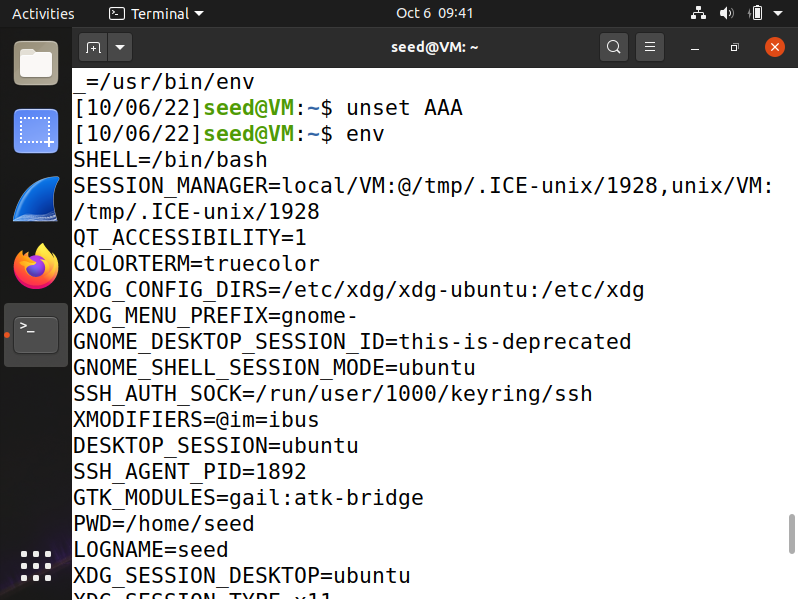 Activities Terminal Oct 6 09:41
seed@VM: ~
_=/usr/bin/env
[10/06/22]seed@VM:~$ unset AAA
[10/06/22]seed@VM:~$ env
SHELL=/bin/bash
SESSION_MANAGER=local/VM:@/tmp/.ICE-unix/1928,unix/VM:
/tmp/.ICE-unix/1928
QT_ACCESSIBILITY=1
COLORTERM=truecolor
XDG_CONFIG_DIRS=/etc/xdg/xdg-ubuntu:/etc/xdg
XDG_MENU_PREFIX=gnome-
GNOME_DESKTOP_SESSION_ID=this-is-deprecated
GNOME_SHELL_SESSION_MODE=ubuntu
SSH_AUTH_SOCK=/run/user/1000/keyring/ssh
XMODIFIERS=@im=ibus
DESKTOP_SESSION=ubuntu
SSH_AGENT_PID=1892
GTK_MODULES=gail:atk-bridge
PWD=/home/seed
LOGNAME=seed
XDG_SESSION_DESKTOP=ubuntu
XDG_SESSION_TYPE=x11